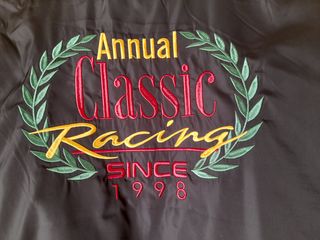 Annual
Classic
Racing
SINCE
1998